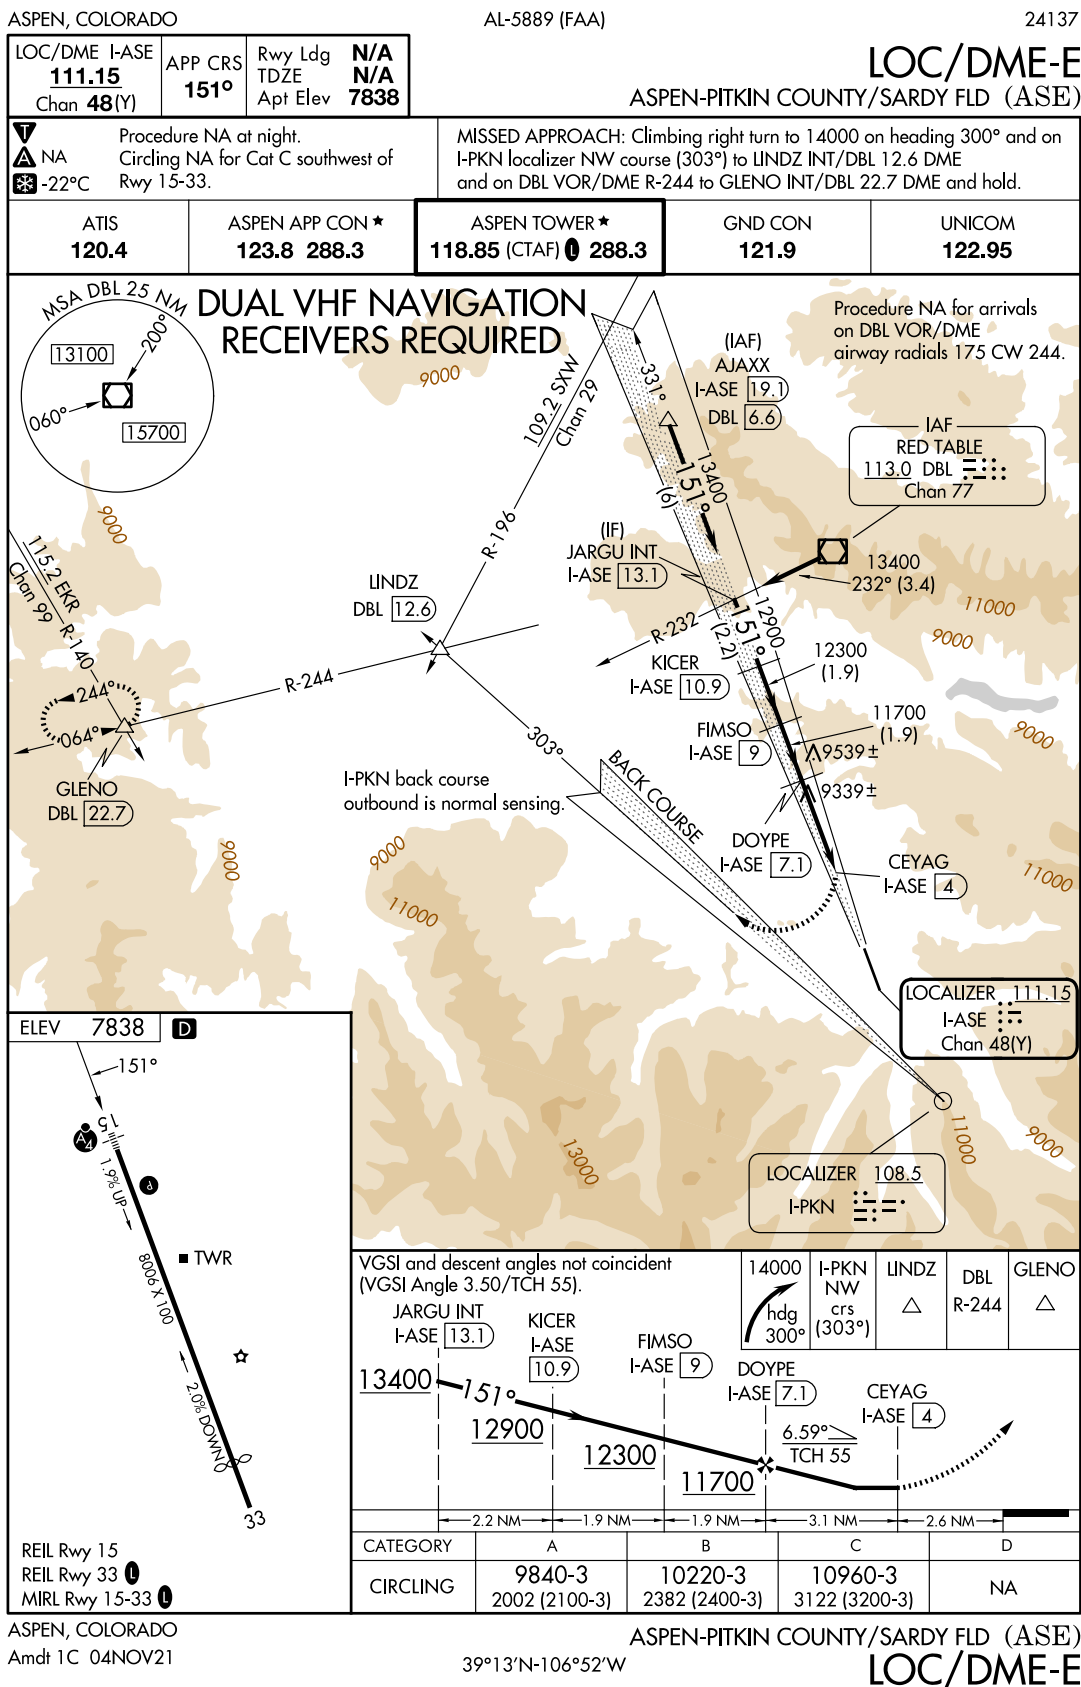 ASPEN, COLORADO
AL-5889 (FAA)
24137
LOC/DME I-ASE
111.15
Chan 48(Y)
APP CRS
151°
Rwy Ldg N/A
TDZE N/A
Apt Elev 7838
LOC/DME-E
ASPEN-PITKIN COUNTY/SARDY FLD (ASE)
T
A NA
-22°C
Procedure NA at night.
Circling NA for Cat C southwest of
Rwy 15-33.
MISSED APPROACH: Climbing right turn to 14000 on heading 300° and on
I-PKN localizer NW course (303°) to LINDZ INT/DBL 12.6 DME
and on DBL VOR/DME R-244 to GLENO INT/DBL 22.7 DME and hold.
ATIS
120.4
ASPEN APP CON ★
123.8 288.3
ASPEN TOWER ★
118.85 (CTAF) L 288.3
GND CON
121.9
UNICOM
122.95
MSA DBL 25 NM
13100
200°
060°
15700
DUAL VHF NAVIGATION
RECEIVERS REQUIRED
Procedure NA for arrivals
on DBL VOR/DME
airway radials 175 CW 244.
9000
109.2 SXW
Chan 29
R-196
331°
(IAF)
AJAXX
I-ASE 19.1
DBL 6.6
13400
151°
(6)
IAF
RED TABLE
113.0 DBL
Chan 77
9000
115.2 EKR
Chan 99
R-140
(IF)
JARGU INT
I-ASE 13.1
13400
232° (3.4)
11000
9000
LINDZ
DBL 12.6
R-232
12900
151°
(2.2)
12300
(1.9)
KICER
I-ASE 10.9
R-244
244°
064°
GLENO
DBL 22.7
303°
11700
(1.9)
9000
FIMSO
I-ASE 9
9539±
9339±
I-PKN back course
outbound is normal sensing.
BACK COURSE
DOYPE
I-ASE 7.1
CEYAG
I-ASE 4
9000
9000
11000
11000
LOCALIZER 111.15
I-ASE
Chan 48(Y)
13000
11000
9000
LOCALIZER 108.5
I-PKN
ELEV 7838
D
151°
15
A4
1.9% UP
P
TWR
8006 X 100
2.0% DOWN
33
REIL Rwy 15
REIL Rwy 33 L
MIRL Rwy 15-33 L
VGSI and descent angles not coincident
(VGSI Angle 3.50/TCH 55).
14000
hdg
300°
I-PKN
NW
crs
(303°)
LINDZ
DBL
R-244
GLENO
JARGU INT
I-ASE 13.1
KICER
I-ASE
10.9
FIMSO
I-ASE 9
DOYPE
I-ASE 7.1
CEYAG
I-ASE 4
13400
151°
12900
12300
11700
6.59°
TCH 55
2.2 NM
1.9 NM
1.9 NM
3.1 NM
2.6 NM
CATEGORY A B C D
CIRCLING
9840-3
2002 (2100-3)
10220-3
2382 (2400-3)
10960-3
3122 (3200-3)
NA
ASPEN, COLORADO
Amdt 1C 04NOV21
39°13'N-106°52'W
ASPEN-PITKIN COUNTY/SARDY FLD (ASE)
LOC/DME-E